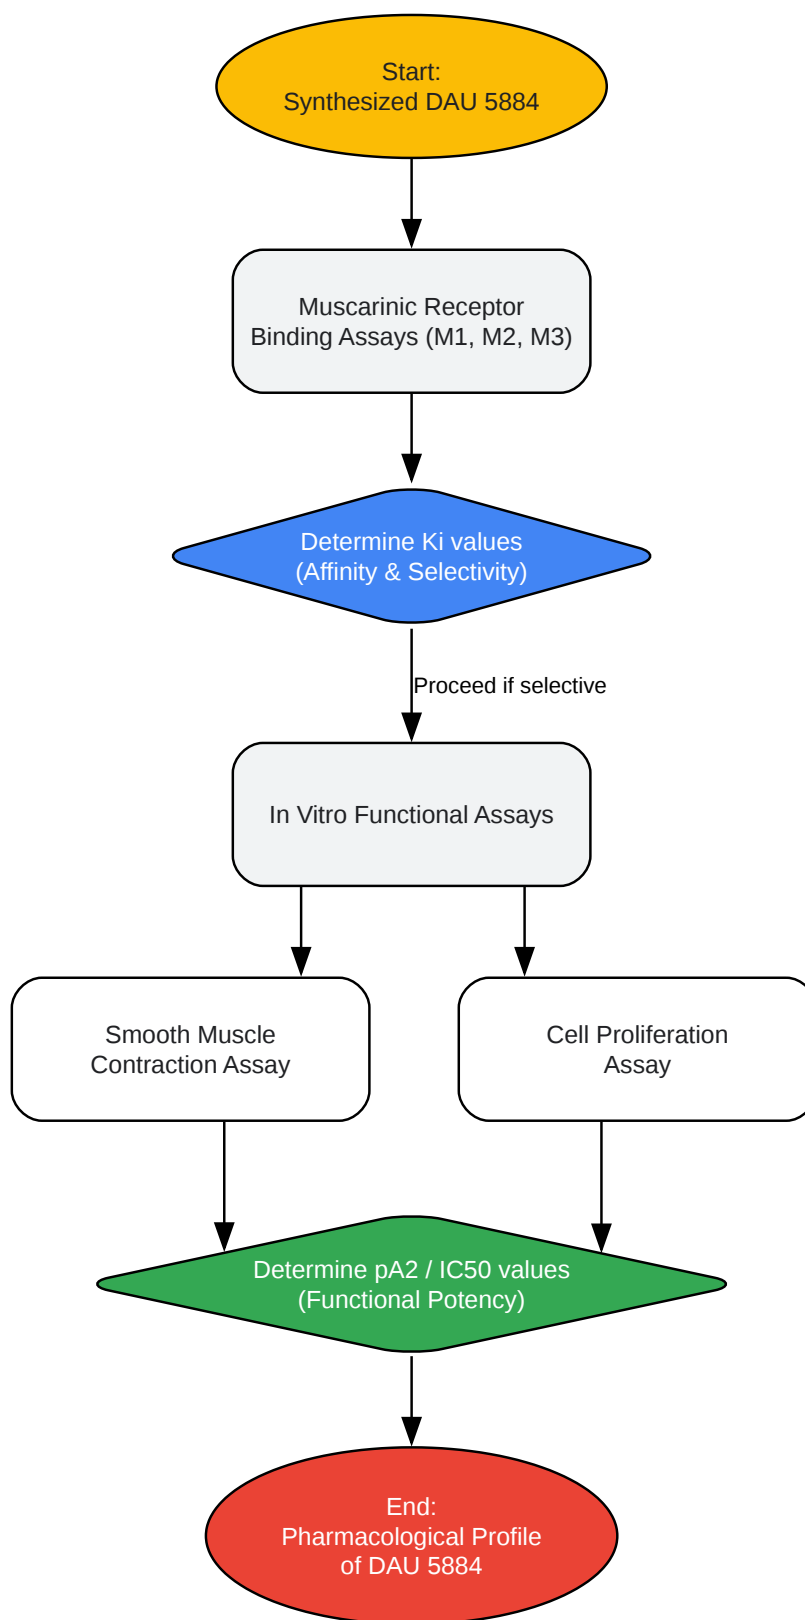 Start:
Synthesized DAU 5884
Muscarinic Receptor
Binding Assays (M1, M2, M3)
Determine Ki values
(Affinity & Selectivity)
Proceed if selective
In Vitro Functional Assays
Smooth Muscle
Contraction Assay
Cell Proliferation
Assay
Determine pA2 / IC50 values
(Functional Potency)
End:
Pharmacological Profile
of DAU 5884